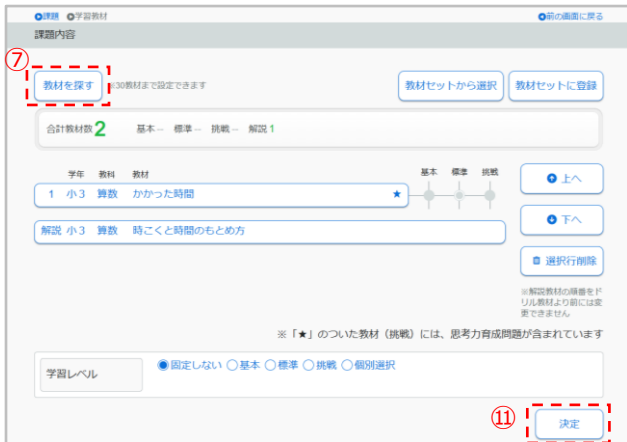 課題 学習教材 前の画面に戻る
課題内容
⑦
教材を探す ※30教材まで設定できます 教材セットから選択 教材セットに登録
合計教材数 2 基本－ 標準－ 挑戦－ 解説 1
学年 教科 教材 基本 標準 挑戦
1 小3 算数 かかった時間 ★
上へ
解説 小3 算数 時こくと時間のもとめ方
下へ
選択行削除
※解説教材の順番をド
リル教材より前には変
更できません
※「★」のついた教材（挑戦）には、思考力育成問題が含まれています
学習レベル 固定しない 基本 標準 挑戦 個別選択
⑪ 決定